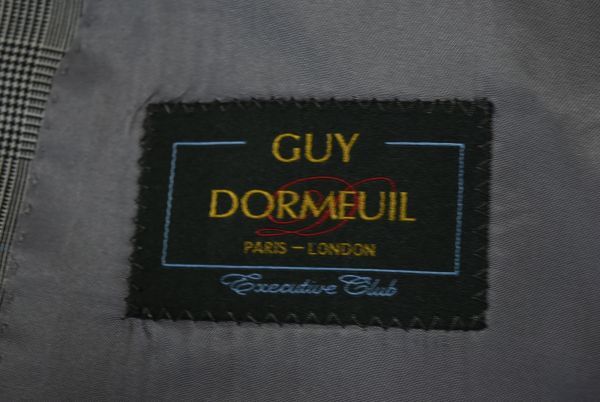 GUY
DORMEUIL
D
PARIS – LONDON
Executive Club